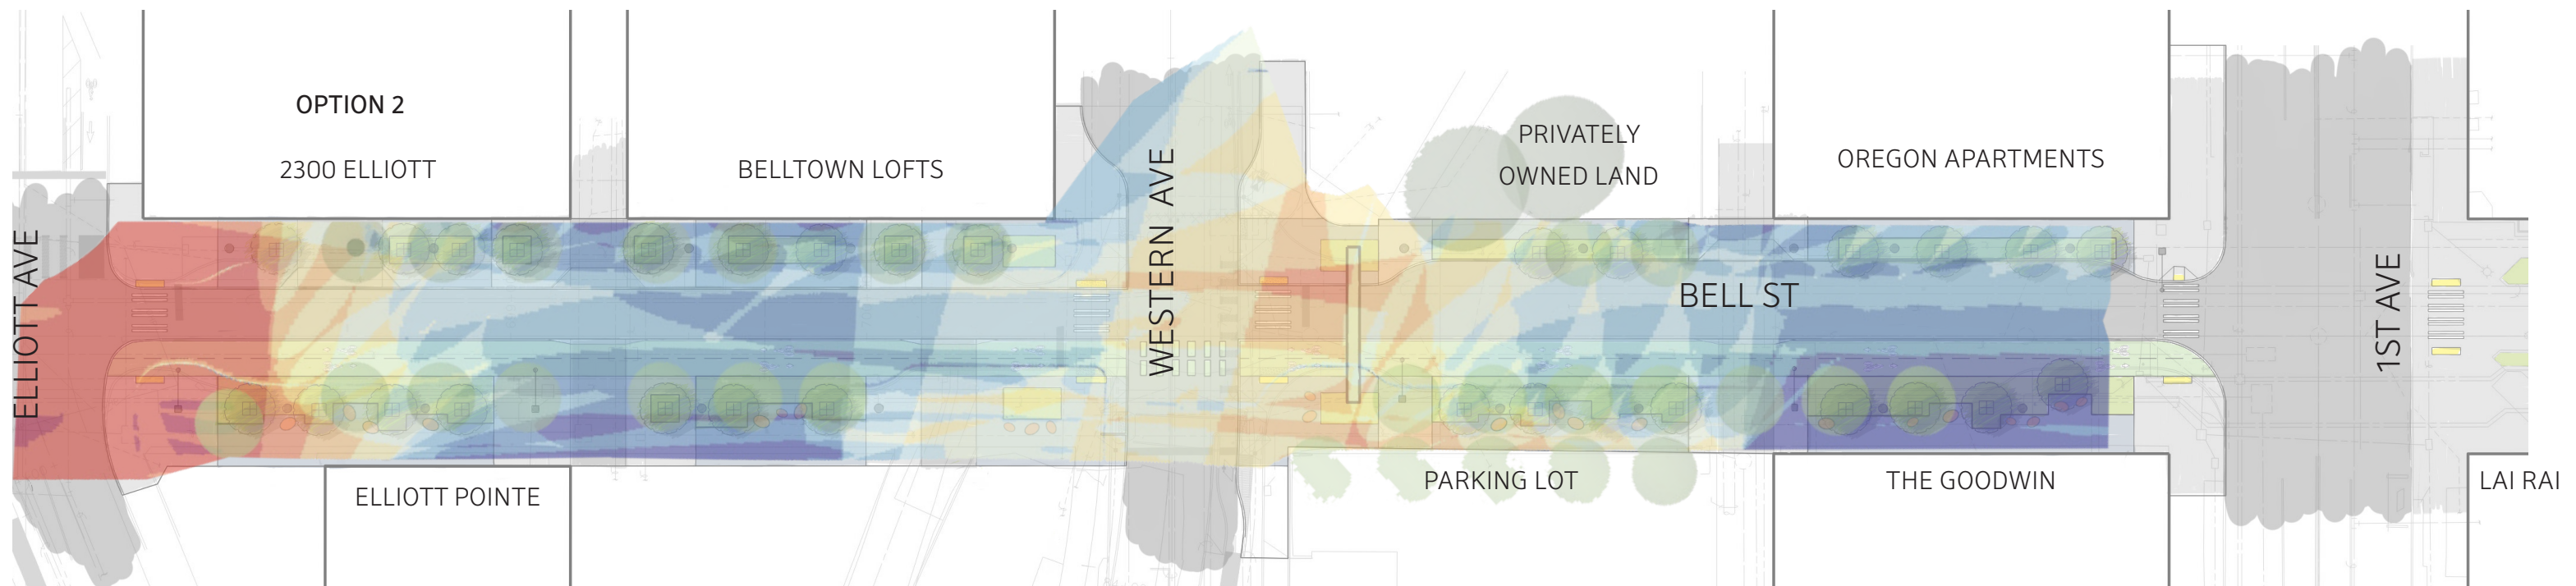 OPTION 2
2300 ELLIOTT
BELLTOWN LOFTS
PRIVATELY
OWNED LAND
OREGON APARTMENTS
ELLIOTT AVE
WESTERN AVE
BELL ST
1ST AVE
ELLIOTT POINTE
PARKING LOT
THE GOODWIN
LAI RAI